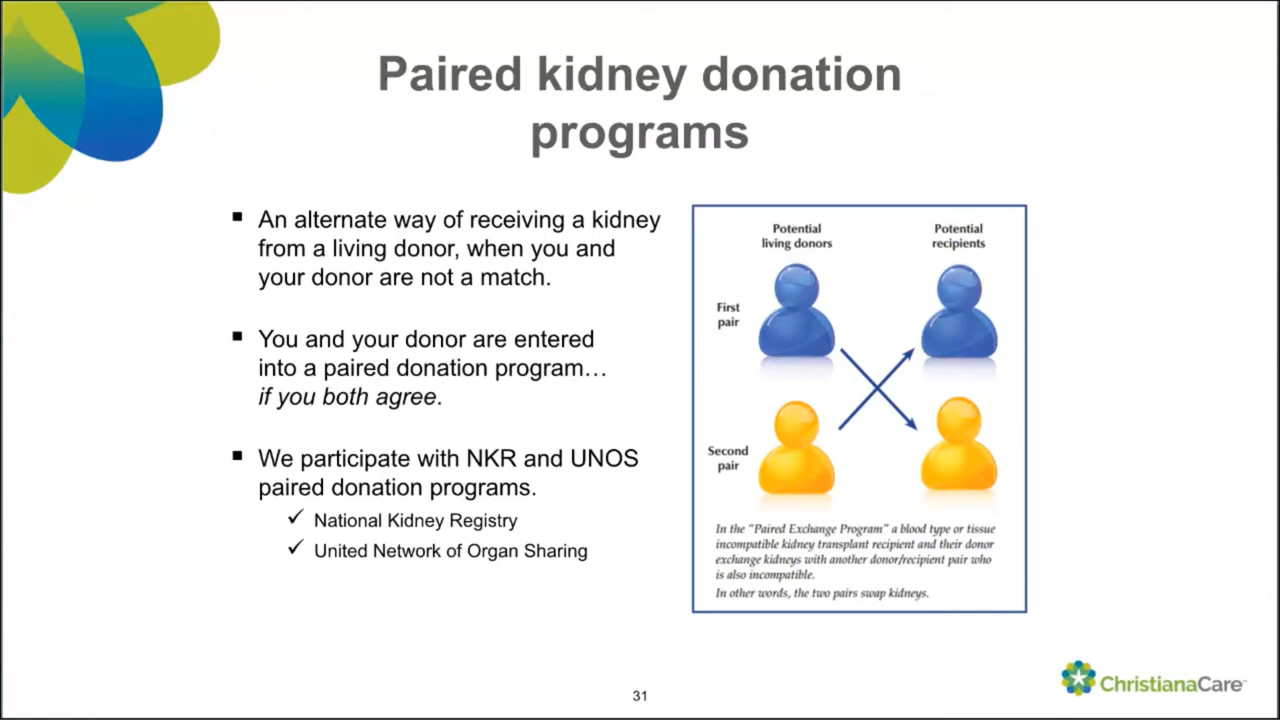 Paired kidney donation
programs
▪ An alternate way of receiving a kidney
from a living donor, when you and
your donor are not a match.
▪ You and your donor are entered
into a paired donation program…
if you both agree.
▪ We participate with NKR and UNOS
paired donation programs.
✓ National Kidney Registry
✓ United Network of Organ Sharing
Potential
living donors
Potential
recipients
First
pair
Second
pair
In the “Paired Exchange Program” a blood type or tissue
incompatible kidney transplant recipient and their donor
exchange kidneys with another donor/recipient pair who
is also incompatible.
In other words, the two pairs swap kidneys.
31
ChristianaCare™